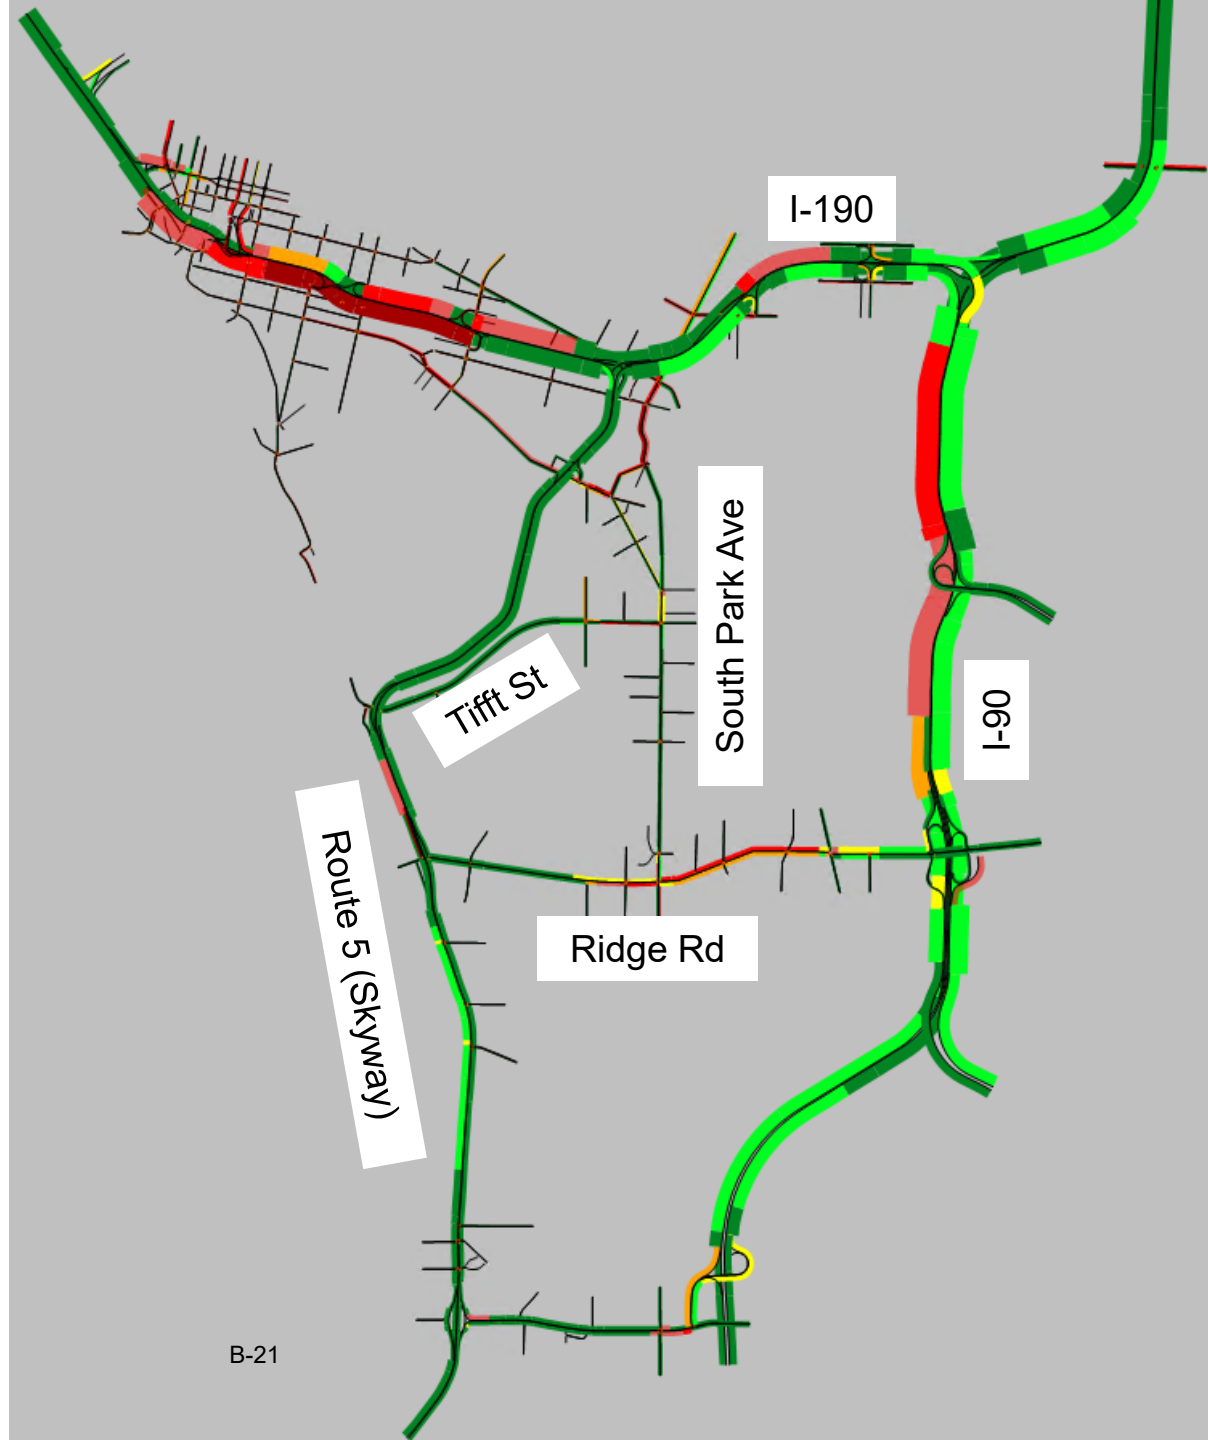 I-190
South Park Ave
Tifft St
I-90
Route 5 (Skyway)
Ridge Rd
B-21